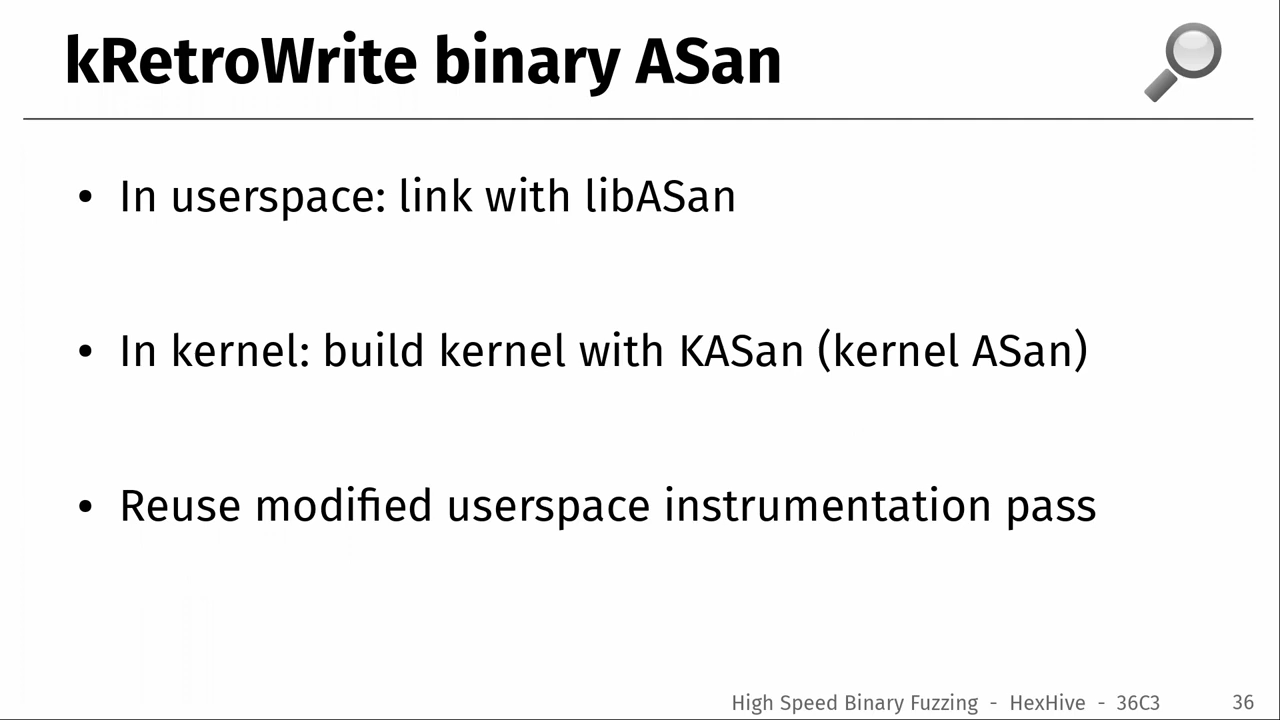 kRetroWrite binary ASan
• In userspace: link with libASan
• In kernel: build kernel with KASan (kernel ASan)
• Reuse modified userspace instrumentation pass
High Speed Binary Fuzzing - HexHive - 36C3 36